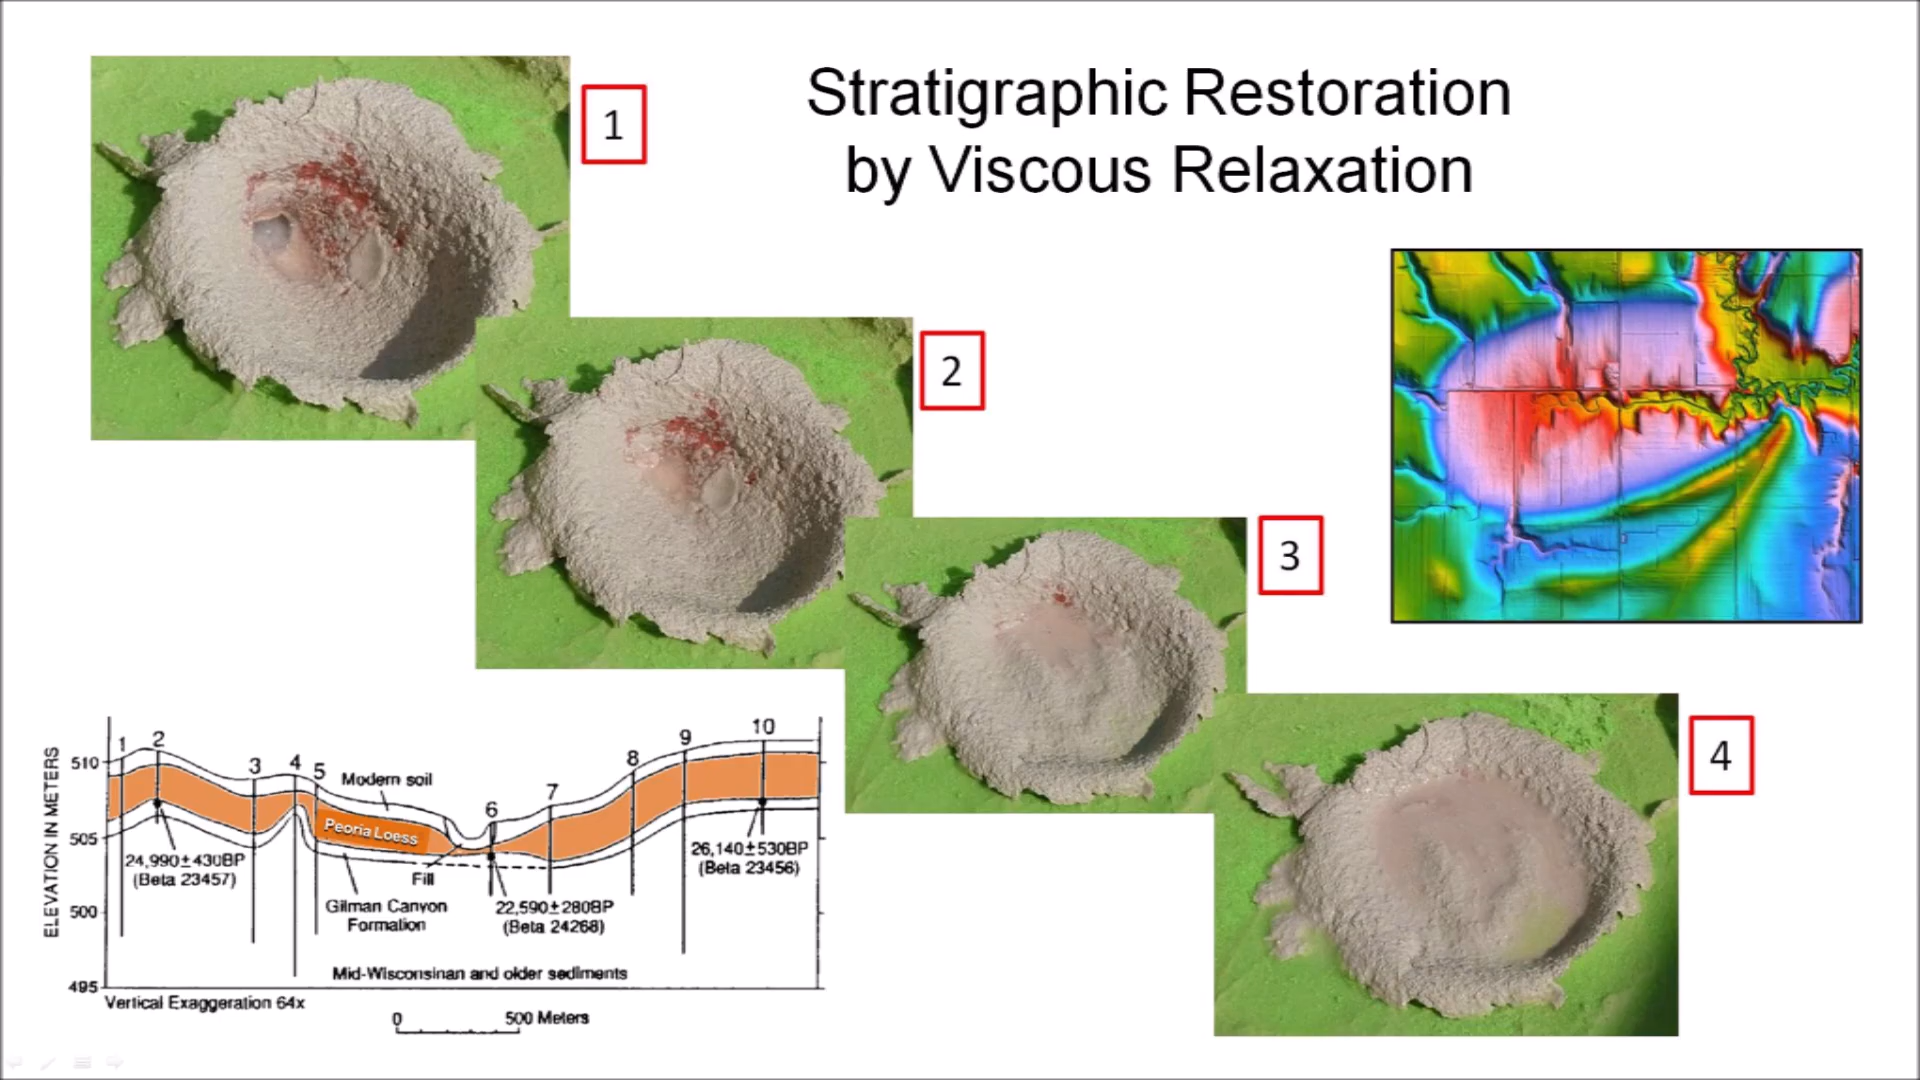 Stratigraphic Restoration
by Viscous Relaxation
1
2
3
4
ELEVATION IN METERS
510
505
500
495
1
2
3
4
5
6
7
8
9
10
Modern soil
Peoria Loess
24,990±430BP
(Beta 23457)
Fill
Gilman Canyon
Formation
22,590±280BP
(Beta 24268)
26,140±530BP
(Beta 23456)
Mid-Wisconsinan and older sediments
Vertical Exaggeration 64x
0 500 Meters